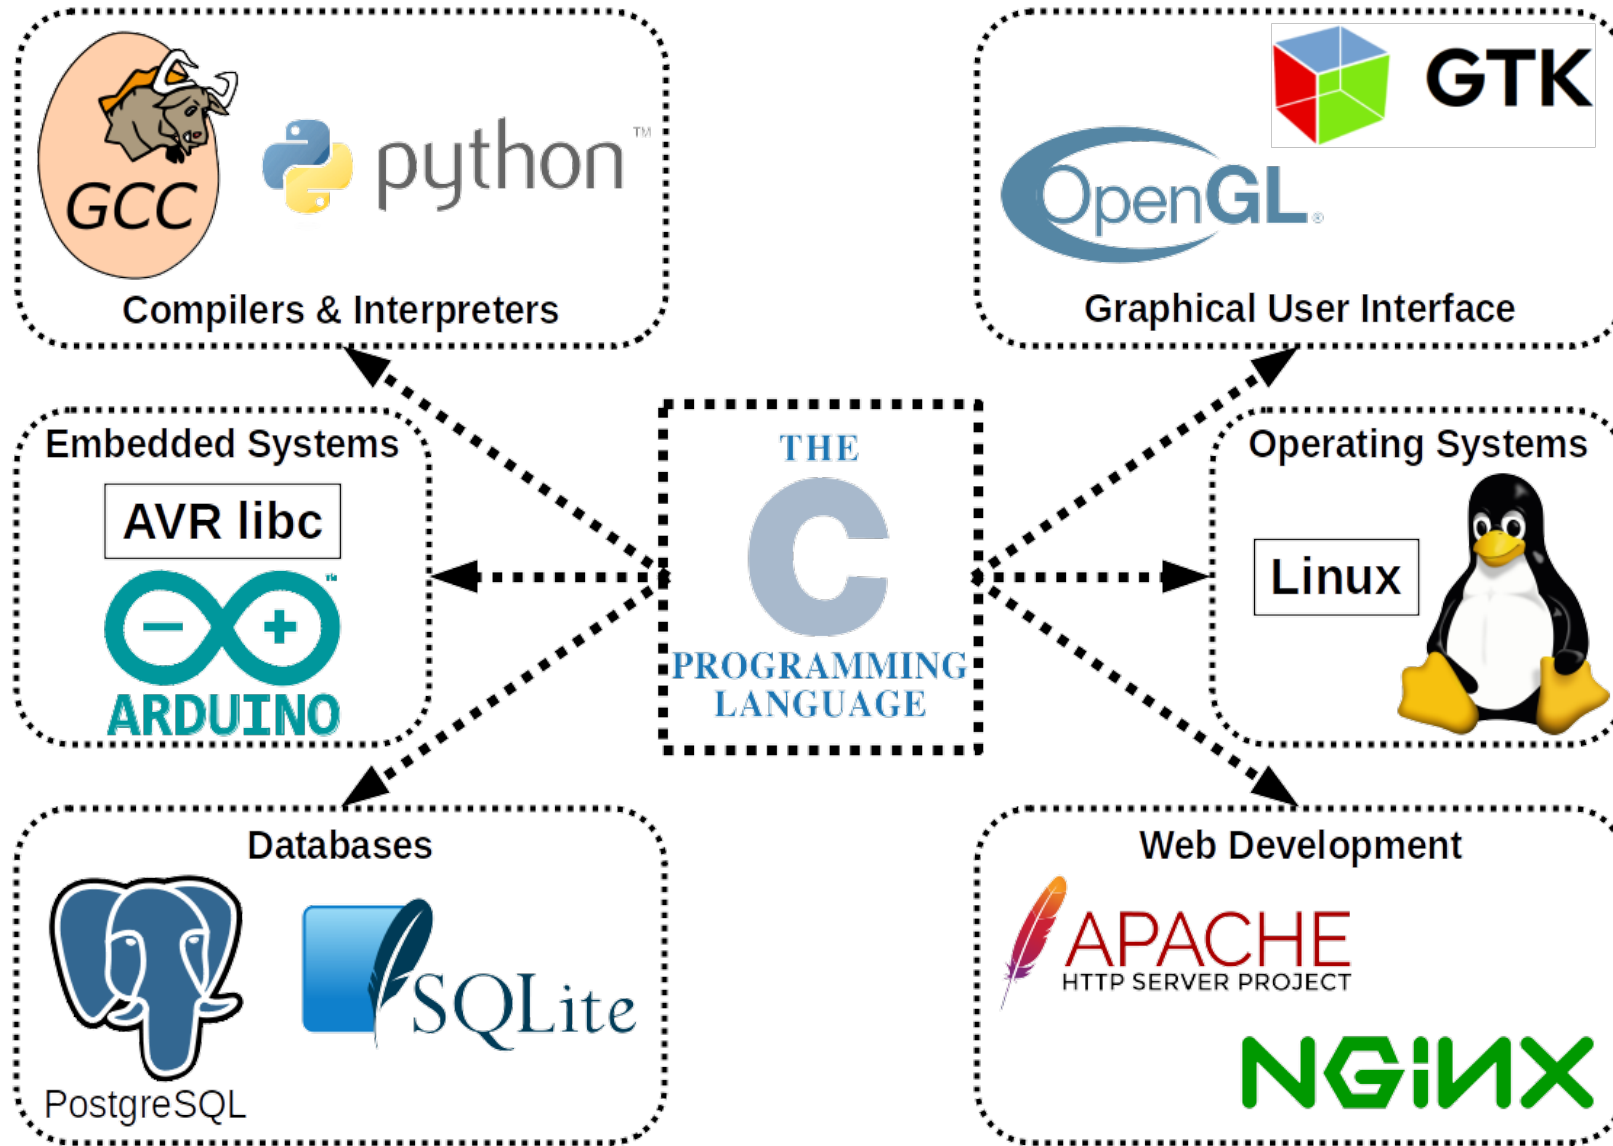 GCC
python™
Compilers & Interpreters
GTK
OpenGL®
Graphical User Interface
Embedded Systems
AVR libc
ARDUINO™
THE
C
PROGRAMMING
LANGUAGE
Operating Systems
Linux
Databases
PostgreSQL
SQLite
Web Development
APACHE
HTTP SERVER PROJECT
NGINX